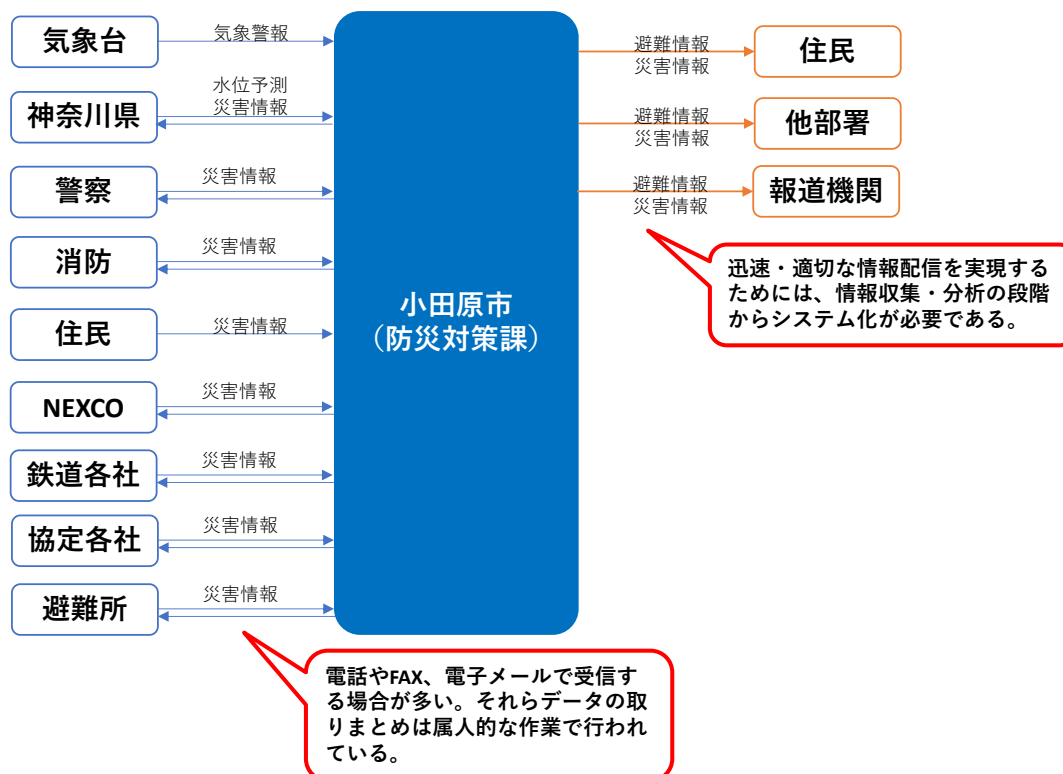 気象台
気象警報
神奈川県
水位予測
災害情報
警察
災害情報
消防
災害情報
住民
災害情報
NEXCO
災害情報
鉄道各社
災害情報
協定各社
災害情報
避難所
災害情報
小田原市
（防災対策課）
避難情報
災害情報
住民
避難情報
災害情報
他部署
避難情報
災害情報
報道機関
迅速・適切な情報配信を実現する
ためには、情報収集・分析の段階
からシステム化が必要である。
電話やFAX、電子メールで受信す
る場合が多い。それらデータの取
りまとめは属人的な作業で行われ
ている。